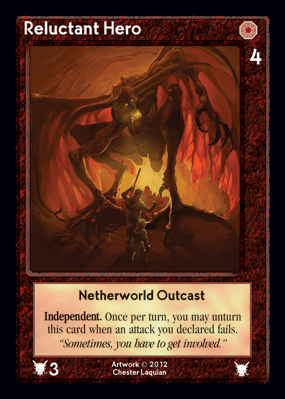 Reluctant Hero
4
Netherworld Outcast
Independent. Once per turn, you may unturn
this card when an attack you declared fails.
"Sometimes, you have to get involved."
3
Artwork © 2012
Chester Laquian